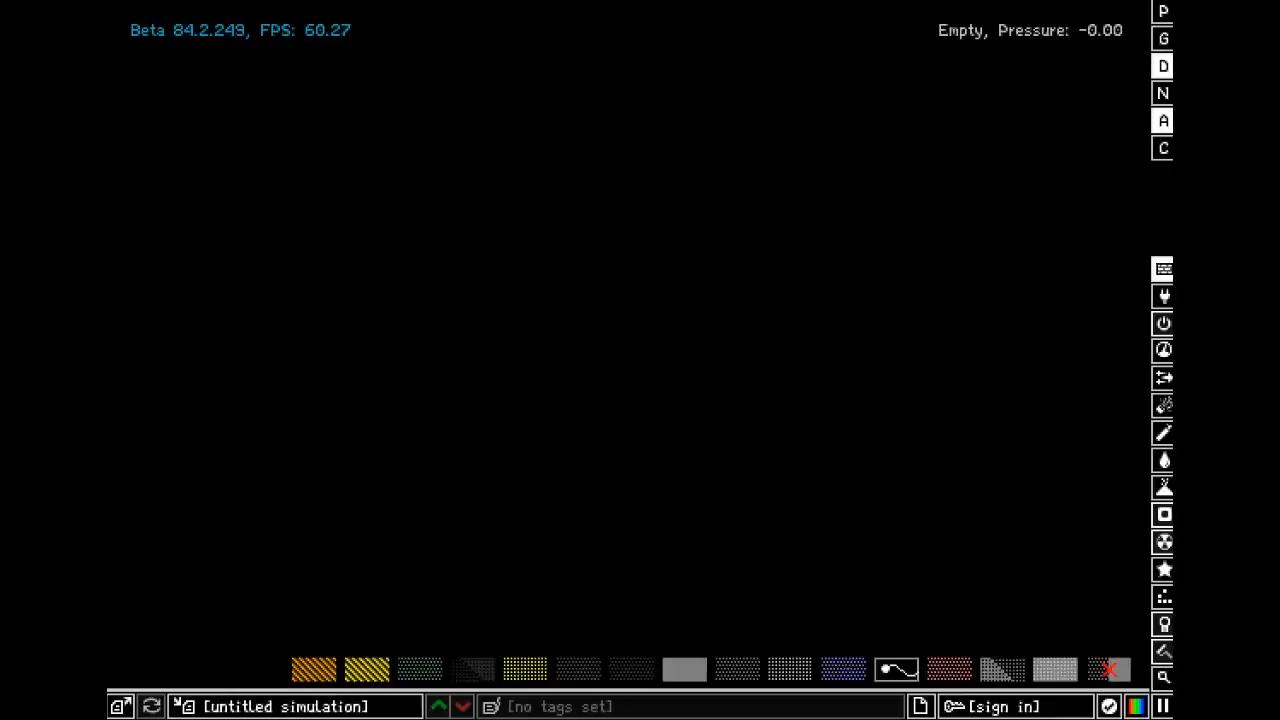 Beta 84.2.249, FPS: 60.27
Empty, Pressure: -0.00
P
G
D
N
A
C
[untitled simulation]
[no tags set]
[sign in]